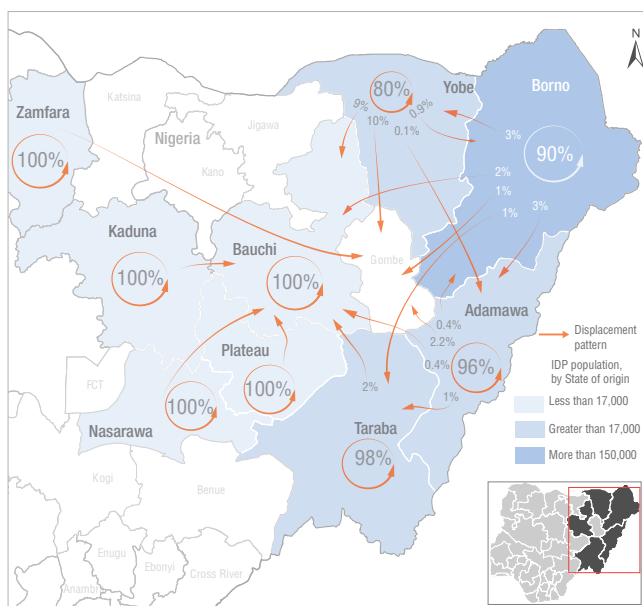 N
Zamfara
100%
Katsina
Nigeria
Jigawa
Kano
80%
9%
10%
0.9%
0.1%
Yobe
Borno
3%
90%
2%
1%
1%
3%
Kaduna
100%
Bauchi
100%
Gombe
Adamawa
0.4%
2.2%
0.4%
96%
1%
Plateau
100%
2%
FCT
100%
Nasarawa
Taraba
98%
Kogi
Benue
Enugu
Ebonyi
Anambra
Cross River
Displacement
pattern
IDP population,
by State of origin
Less than 17,000
Greater than 17,000
More than 150,000